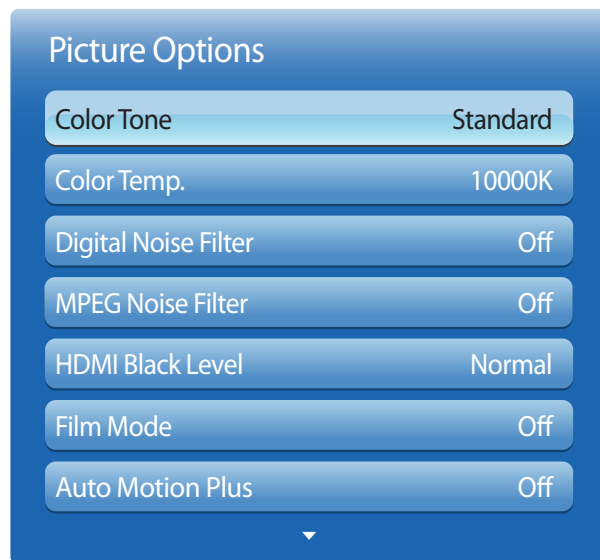 Picture Options
Color Tone Standard
Color Temp. 10000K
Digital Noise Filter Off
MPEG Noise Filter Off
HDMI Black Level Normal
Film Mode Off
Auto Motion Plus Off